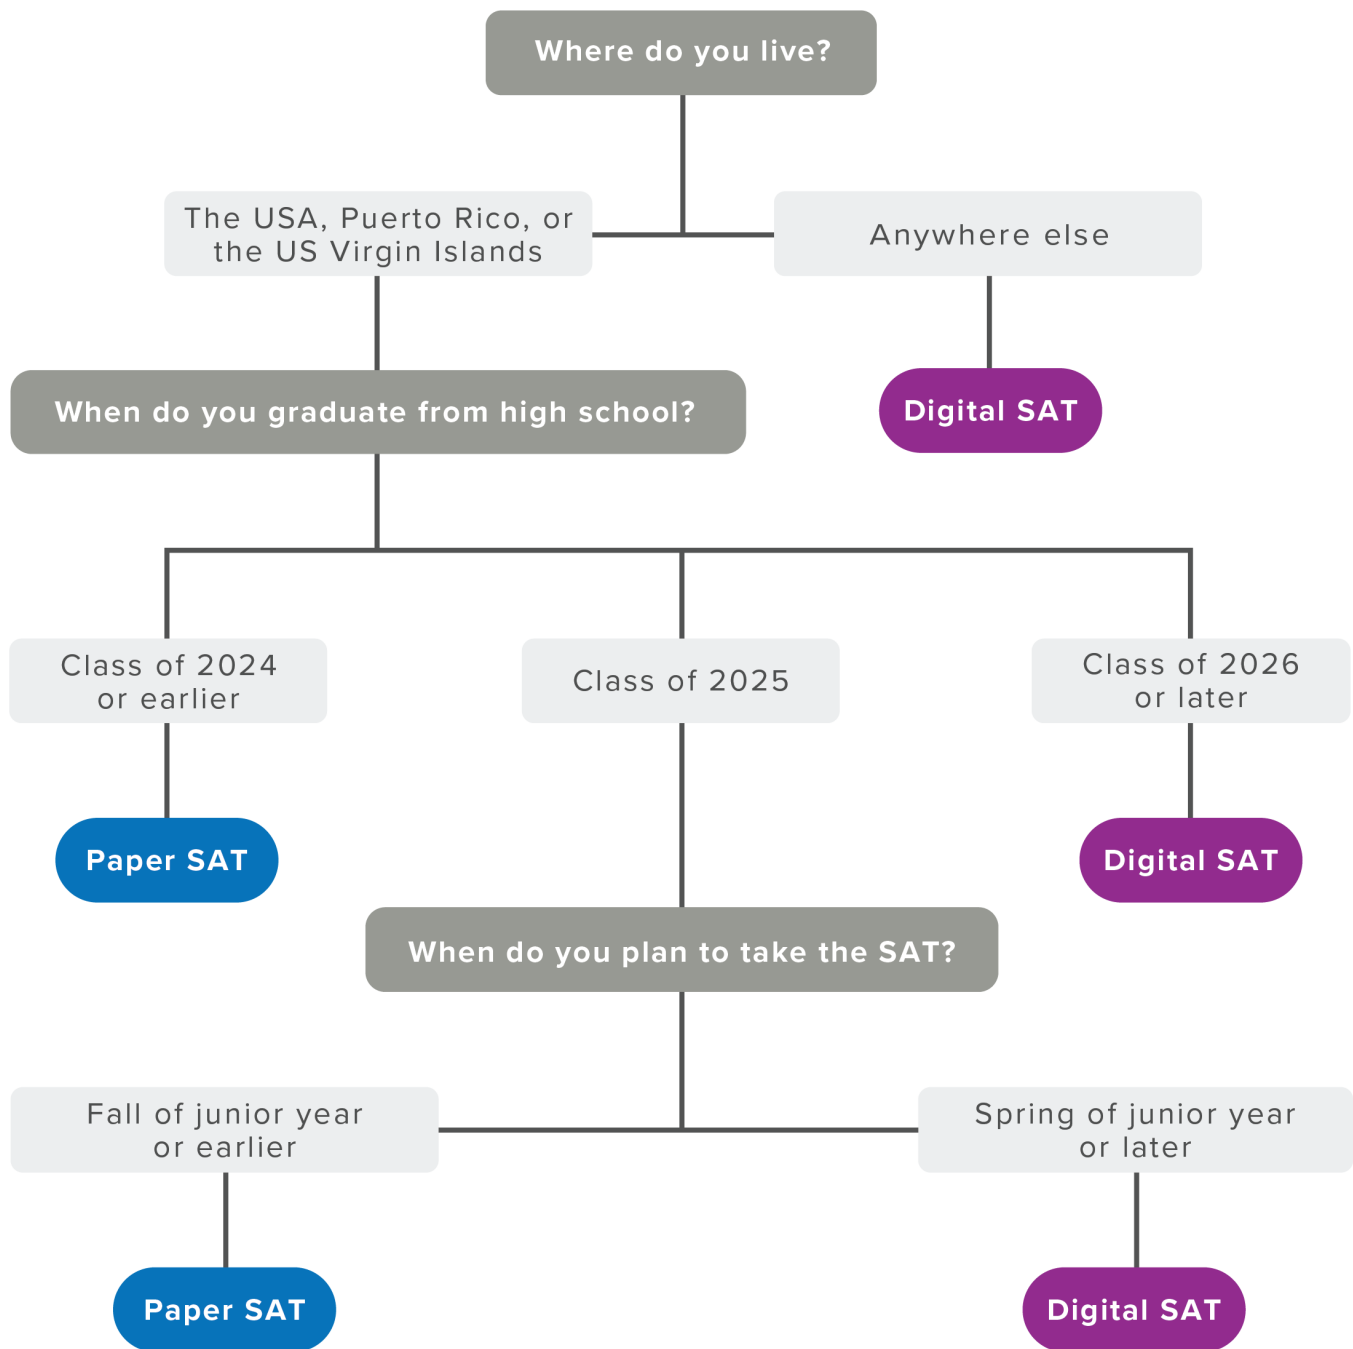 Where do you live?
The USA, Puerto Rico, or
the US Virgin Islands
Anywhere else
When do you graduate from high school?
Digital SAT
Class of 2024
or earlier
Class of 2025
Class of 2026
or later
Paper SAT
Digital SAT
When do you plan to take the SAT?
Fall of junior year
or earlier
Spring of junior year
or later
Paper SAT
Digital SAT